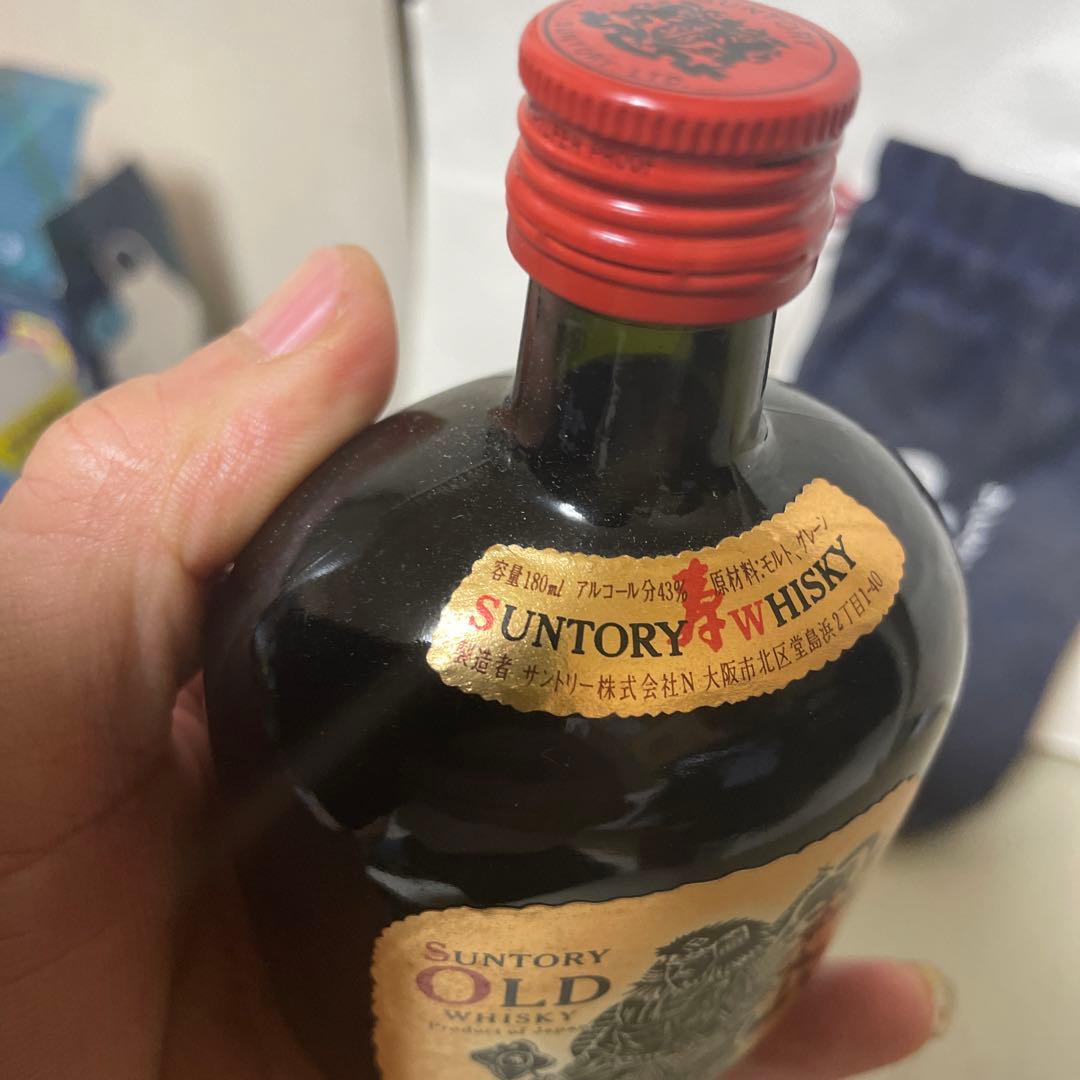 SUNTORY
容量180ml アルコール分43% 原材料:モルト、グレーン
SUNTORY 寿 WHISKY
製造者 サントリー株式会社N 大阪市北区堂島浜2丁目1-40
SUNTORY
OLD
WHISKY
Product of Japan